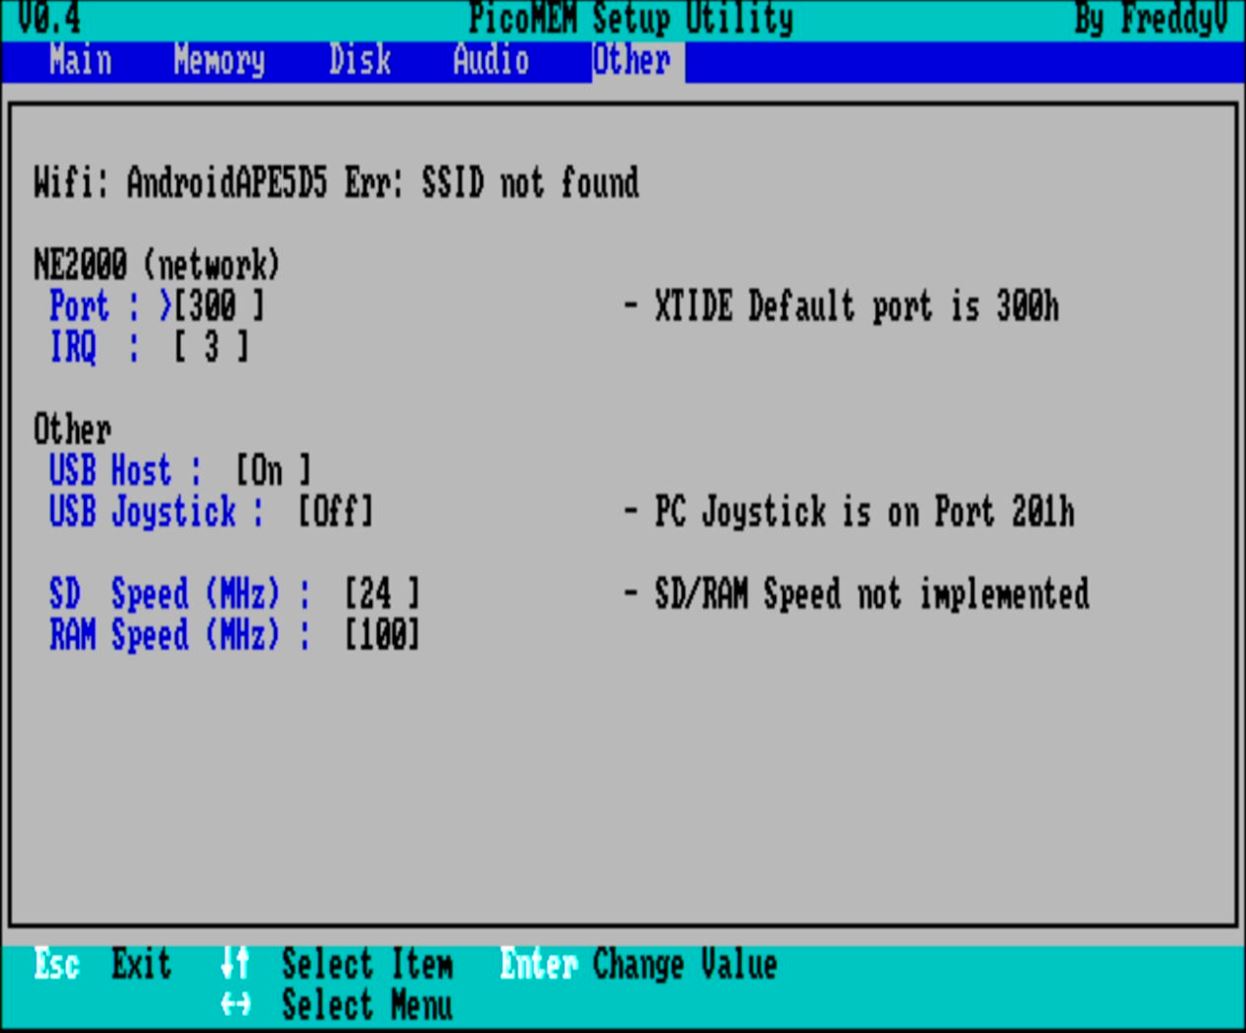 V0.4 PicoMEM Setup Utility By FreddyV
Main Memory Disk Audio Other
Wifi: AndroidAPE5D5 Err: SSID not found
NE2000 (network)
Port : >[300 ] - XTIDE Default port is 300h
IRQ : [ 3 ]
Other
USB Host : [On ]
USB Joystick : [Off] - PC Joystick is on Port 201h
SD Speed (MHz) : [24 ] - SD/RAM Speed not implemented
RAM Speed (MHz) : [100]
Esc Exit ↓↑ Select Item Enter Change Value
↔ Select Menu